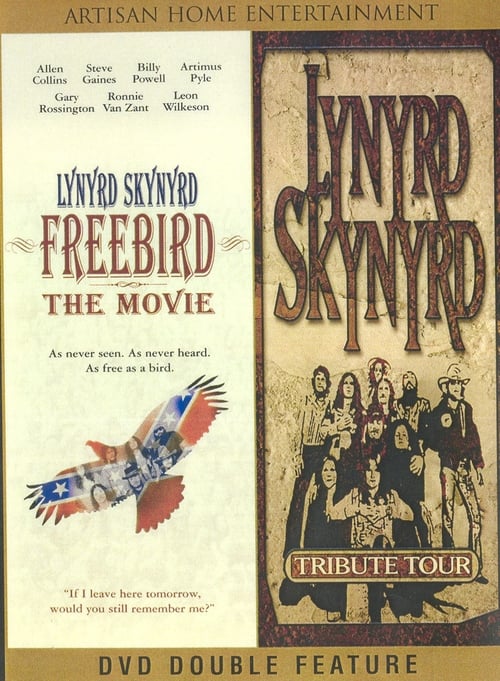 ARTISAN HOME ENTERTAINMENT
Allen Collins Steve Gaines Billy Powell Artimus Pyle
Gary Rossington Ronnie Van Zant Leon Wilkeson
LYNYRD SKYNYRD
FREEBIRD
THE MOVIE
As never seen. As never heard.
As free as a bird.
"If I leave here tomorrow,
would you still remember me?"
LYNYRD
SKYNYRD
TRIBUTE TOUR
DVD DOUBLE FEATURE